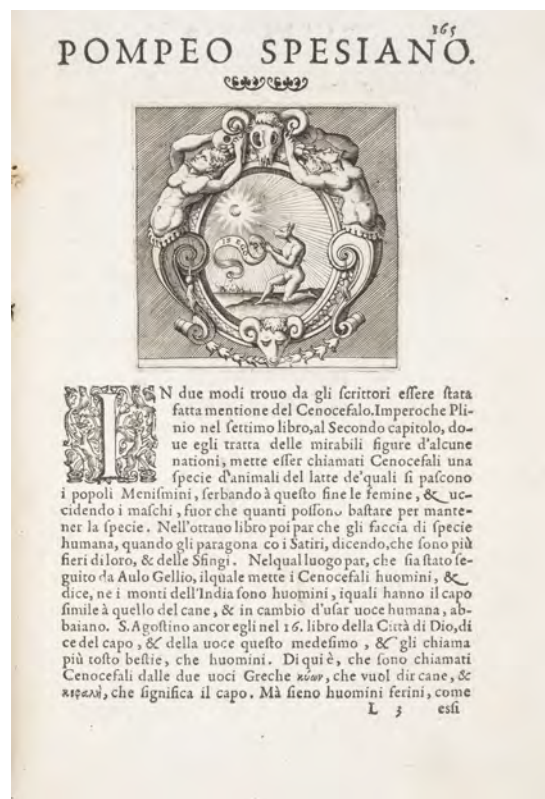 165
POMPEO SPESIANO.
IN due modi trouo da gli ſcrittori eſſere ſtata
fatta mentione del Cenocefalo. Imperoche Pli-
nio nel ſettimo libro, al Secondo capitolo, do-
ue egli tratta delle mirabili figure d'alcune
nationi, mette eſſer chiamati Cenocefali una
ſpecie d'animali del latte de'quali ſi paſcono
i popoli Meniſmini, ſerbando à queſto fine le femine, & uc-
cidendo i maſchi, fuor che quanti poſſono baſtare per mante-
ner la ſpecie. Nell'ottauo libro poi par che gli faccia di ſpecie
humana, quando gli paragona co i Satiri, dicendo, che ſono più
fieri di loro, & delle Sfingi. Nelqual luogo par, che ſia ſtato ſe-
guito da Aulo Gellio, ilquale mette i Cenocefali huomini, &
dice, ne i monti dell'India ſono huomini, iquali hanno il capo
ſimile à quello del cane, & in cambio d'uſar uoce humana, ab-
baiano. S. Agoſtino ancor egli nel 16. libro della Città di Dio, di
ce del capo, & della uoce queſto medeſimo, & gli chiama
più toſto beſtie, che huomini. Di qui è, che ſono chiamati
Cenocefali dalle due uoci Greche κύων, che vuol dir cane, &
κεφαλὴ, che ſignifica il capo. Mà ſieno huomini ferini, come
L 3 eſſi